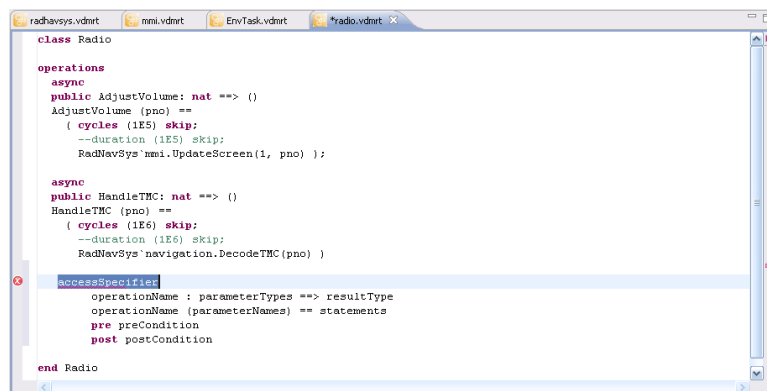 radhavsys.vdmrt mmi.vdmrt EnvTask.vdmrt *radio.vdmrt
class Radio
operations
async
public AdjustVolume: nat ==> ()
AdjustVolume (pno) ==
( cycles (1E5) skip;
--duration (1E5) skip;
RadNavSys`mmi.UpdateScreen(1, pno) );
async
public HandleTMC: nat ==> ()
HandleTMC (pno) ==
( cycles (1E6) skip;
--duration (1E6) skip;
RadNavSys`navigation.DecodeTMC(pno) )
accessSpecifier
operationName : parameterTypes ==> resultType
operationName (parameterNames) == statements
pre preCondition
post postCondition
end Radio